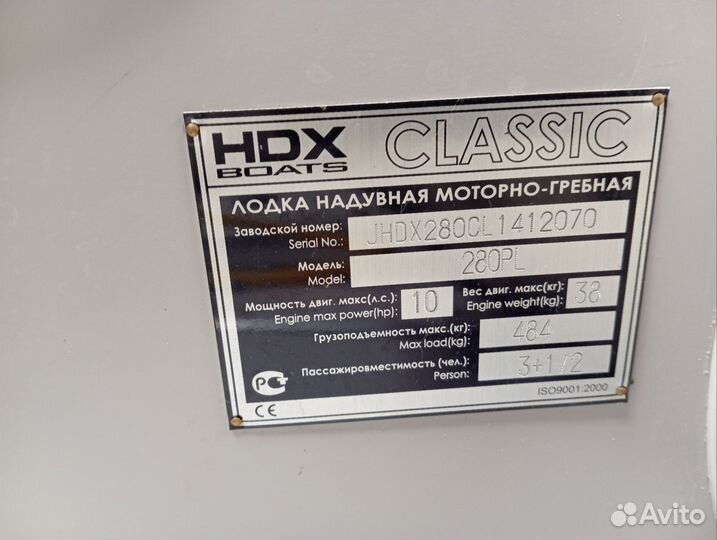 HDX CLASSIC
BOATS
ЛОДКА НАДУВНАЯ МОТОРНО-ГРЕБНАЯ
Заводской номер: JHDX280CL1412070
Serial No.:
Модель: 280PL
Model:
Мощность двиг. макс(л.с.): 10 Вес двиг. макс(кг): 38
Engine max power(hp): Engine weight(kg):
Грузоподъемность макс.(кг): 484
Max load(kg):
Пассажировместимость (чел.): 3+1/2
Person:
РСТ
CE ISO9001:2000
Avito